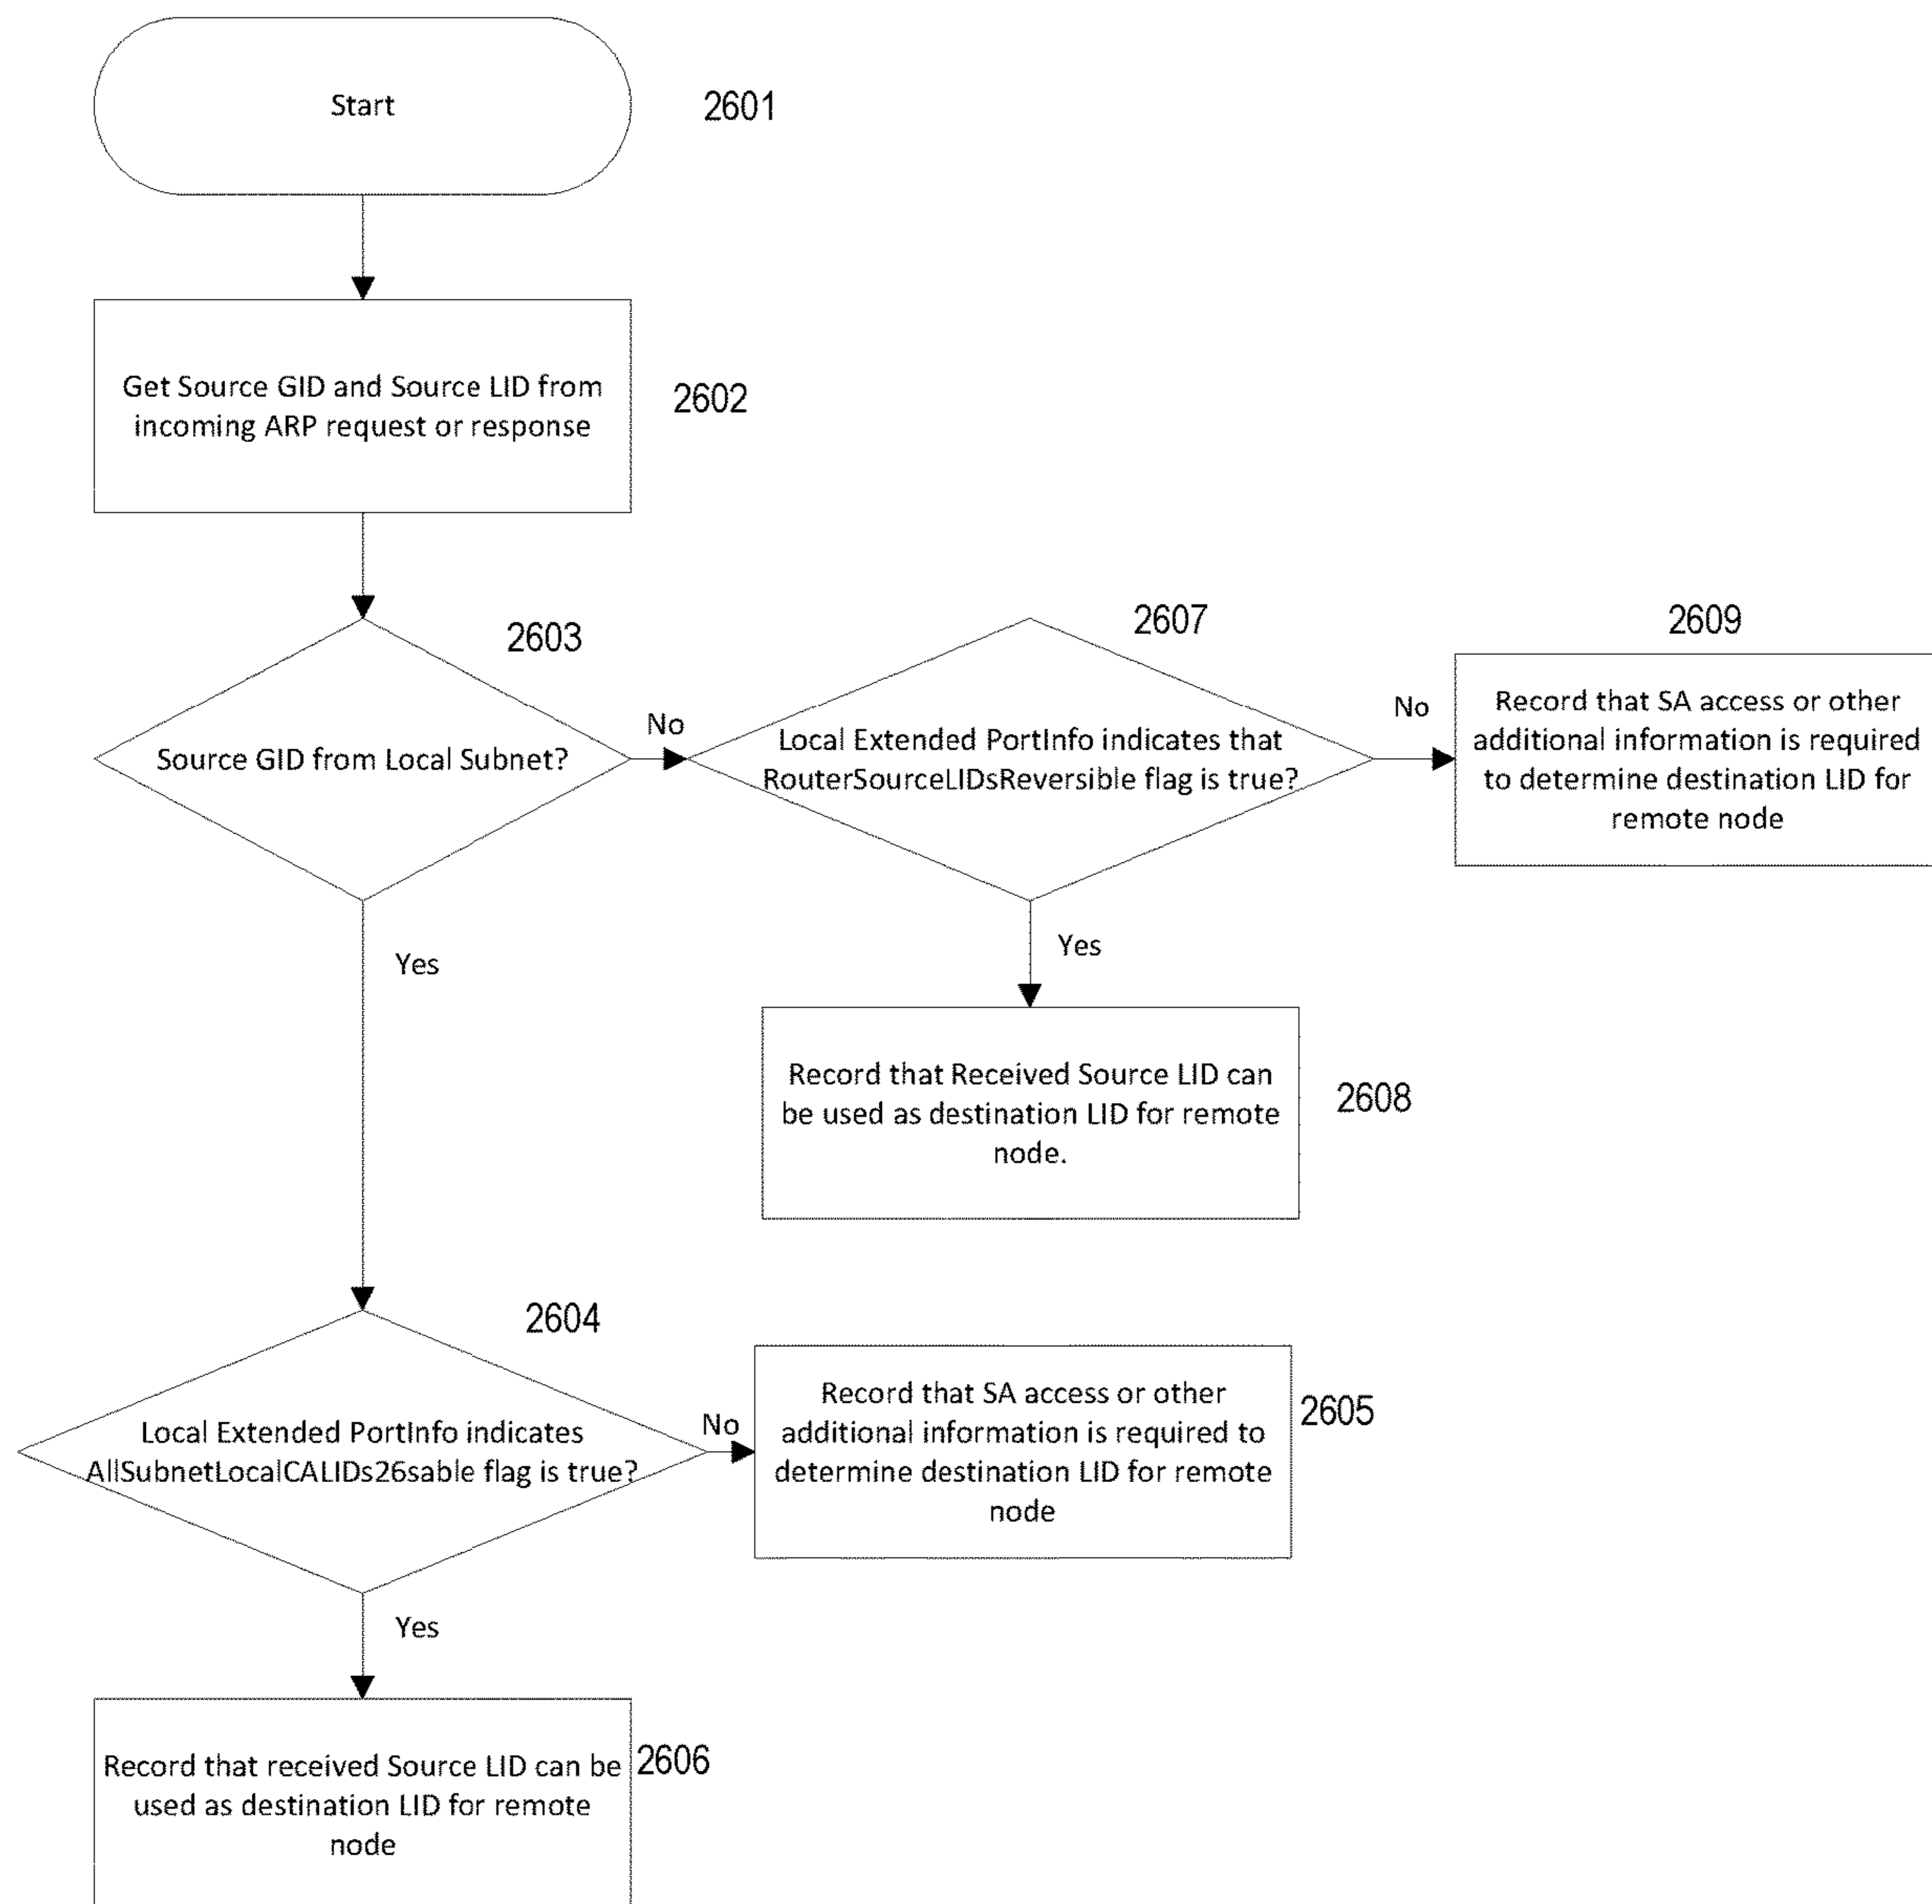 Start
2601
Get Source GID and Source LID from
incoming ARP request or response
2602
2603
Source GID from Local Subnet?
No
2607
Local Extended PortInfo indicates that
RouterSourceLIDsReversible flag is true?
No
2609
Record that SA access or other
additional information is required
to determine destination LID for
remote node
Yes
Yes
Record that Received Source LID can
be used as destination LID for remote
node.
2608
2604
Local Extended PortInfo indicates
AllSubnetLocalCALIDs26sable flag is true?
No
Record that SA access or other
additional information is required to
determine destination LID for remote
node
2605
Yes
Record that received Source LID can be
used as destination LID for remote
node
2606